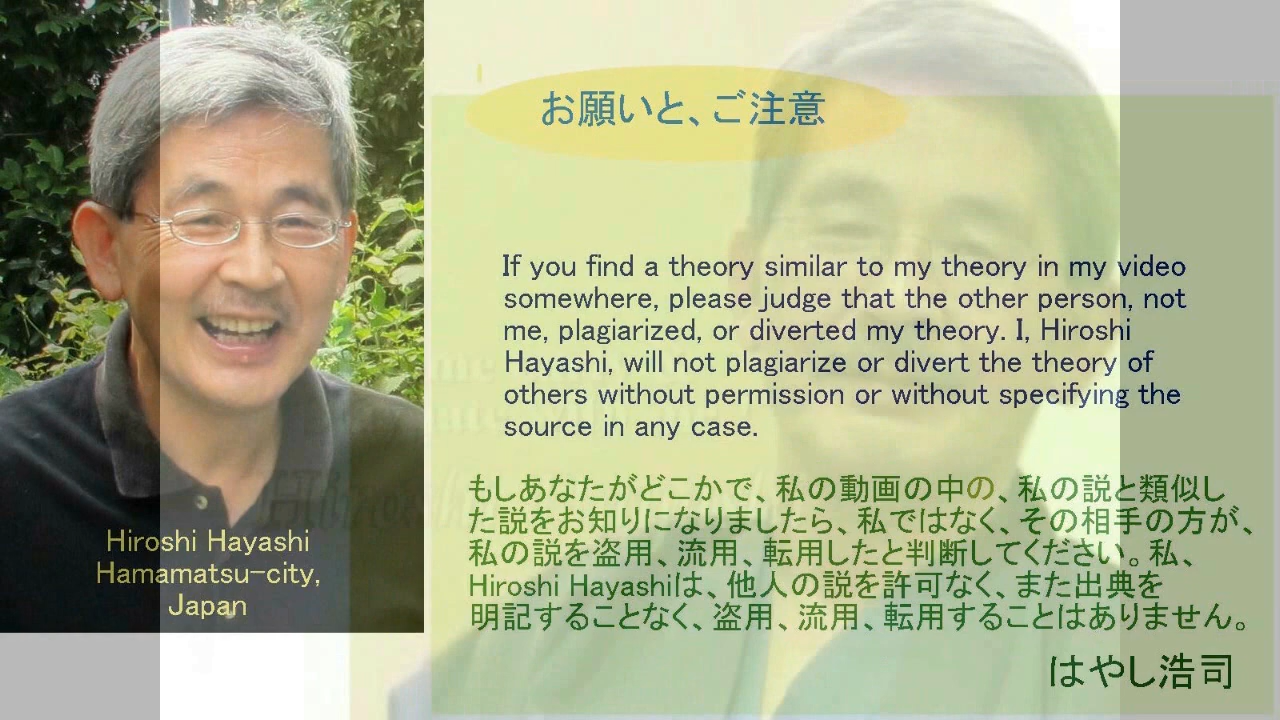 お願いと、ご注意
If you find a theory similar to my theory in my video
somewhere, please judge that the other person, not
me, plagiarized, or diverted my theory. I, Hiroshi
Hayashi, will not plagiarize or divert the theory of
others without permission or without specifying the
source in any case.
もしあなたがどこかで、私の動画の中の、私の説と類似し
た説をお知りになりましたら、私ではなく、その相手の方が、
私の説を盗用、流用、転用したと判断してください。私、
Hiroshi Hayashiは、他人の説を許可なく、また出典を
明記することなく、盗用、流用、転用することはありません。
はやし浩司
Hiroshi Hayashi
Hamamatsu-city,
Japan